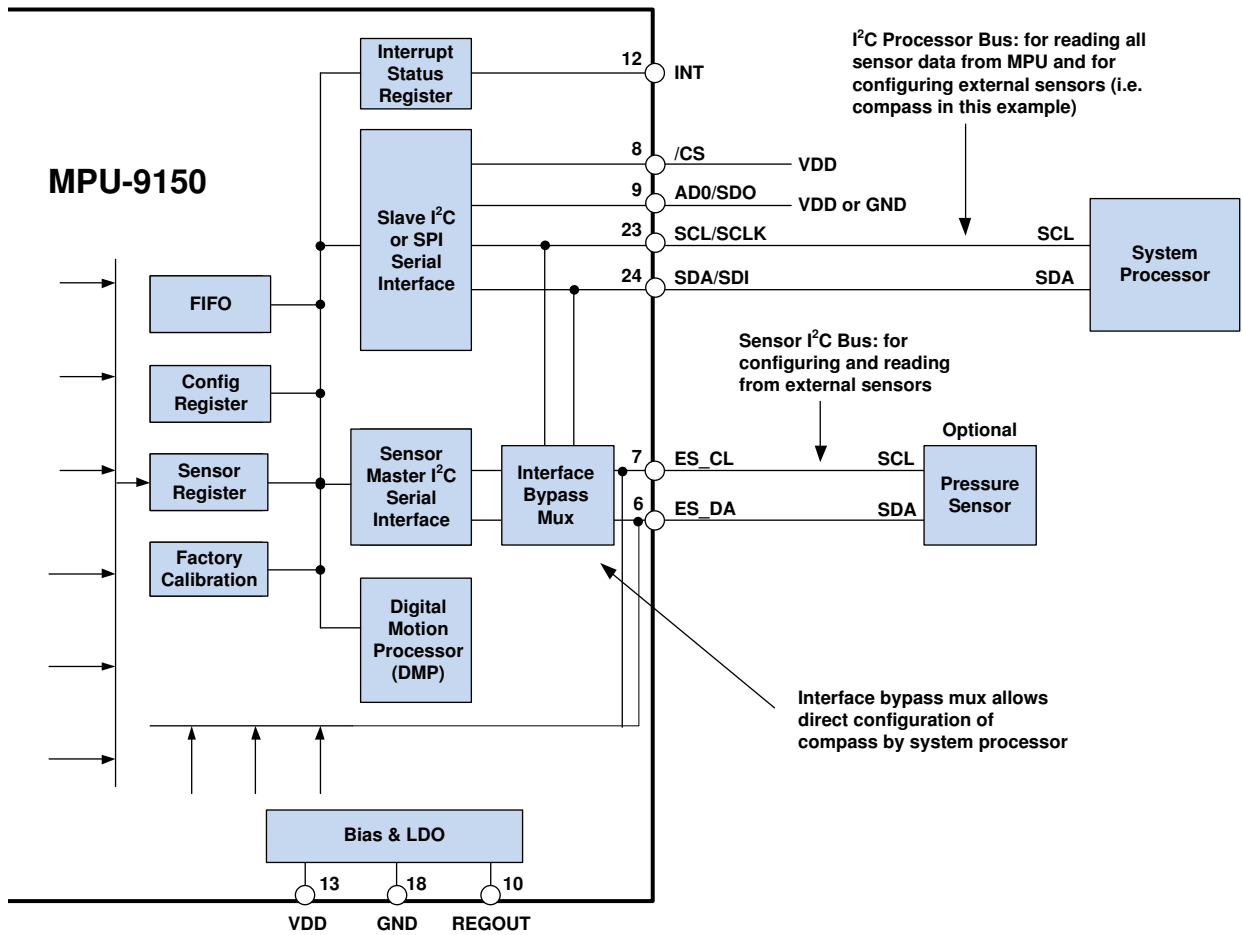 MPU-9150
Interrupt
Status
Register
12
INT
I²C Processor Bus: for reading all
sensor data from MPU and for
configuring external sensors (i.e.
compass in this example)
Slave I²C
or SPI
Serial
Interface
8
/CS
VDD
9
AD0/SDO
VDD or GND
23
SCL/SCLK
SCL
24
SDA/SDI
SDA
System
Processor
FIFO
Config
Register
Sensor
Register
Factory
Calibration
Sensor
Master I²C
Serial
Interface
Interface
Bypass
Mux
Digital
Motion
Processor
(DMP)
Sensor I²C Bus: for
configuring and reading
from external sensors
7
ES_CL
SCL
6
ES_DA
SDA
Optional
Pressure
Sensor
Interface bypass mux allows
direct configuration of
compass by system processor
Bias & LDO
13
18
10
VDD
GND
REGOUT